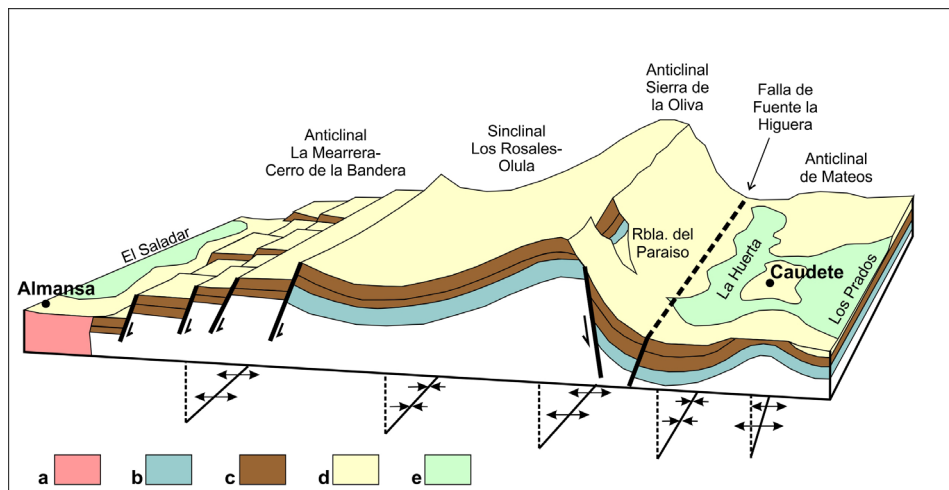 Anticlinal
Sierra de
la Oliva
Falla de
Fuente la
Higuera
Anticlinal
La Mearrera-
Cerro de la Bandera
Sinclinal
Los Rosales-
Olula
Anticlinal
de Mateos
El Saladar
Rbla. del
Paraiso
La Huerta
Caudete
Los Prados
Almansa
a
b
c
d
e